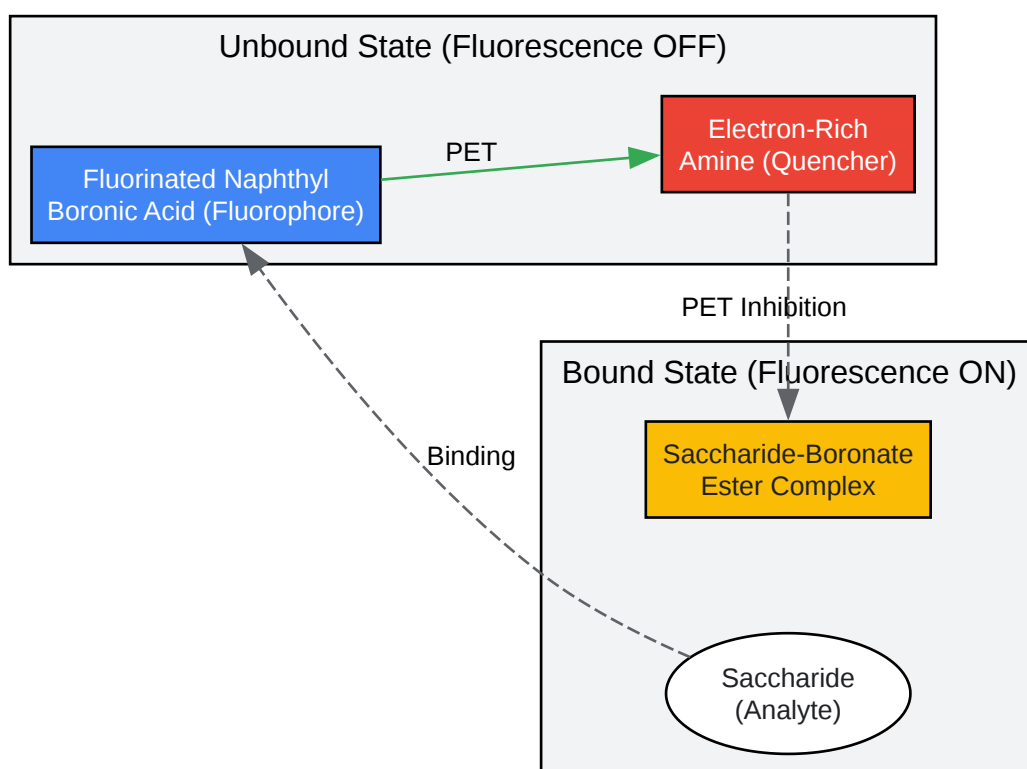 Unbound State (Fluorescence OFF)
Electron-Rich
Amine (Quencher)
PET
Fluorinated Naphthyl
Boronic Acid (Fluorophore)
PET Inhibition
Bound State (Fluorescence ON)
Saccharide-Boronate
Ester Complex
Binding
Saccharide
(Analyte)